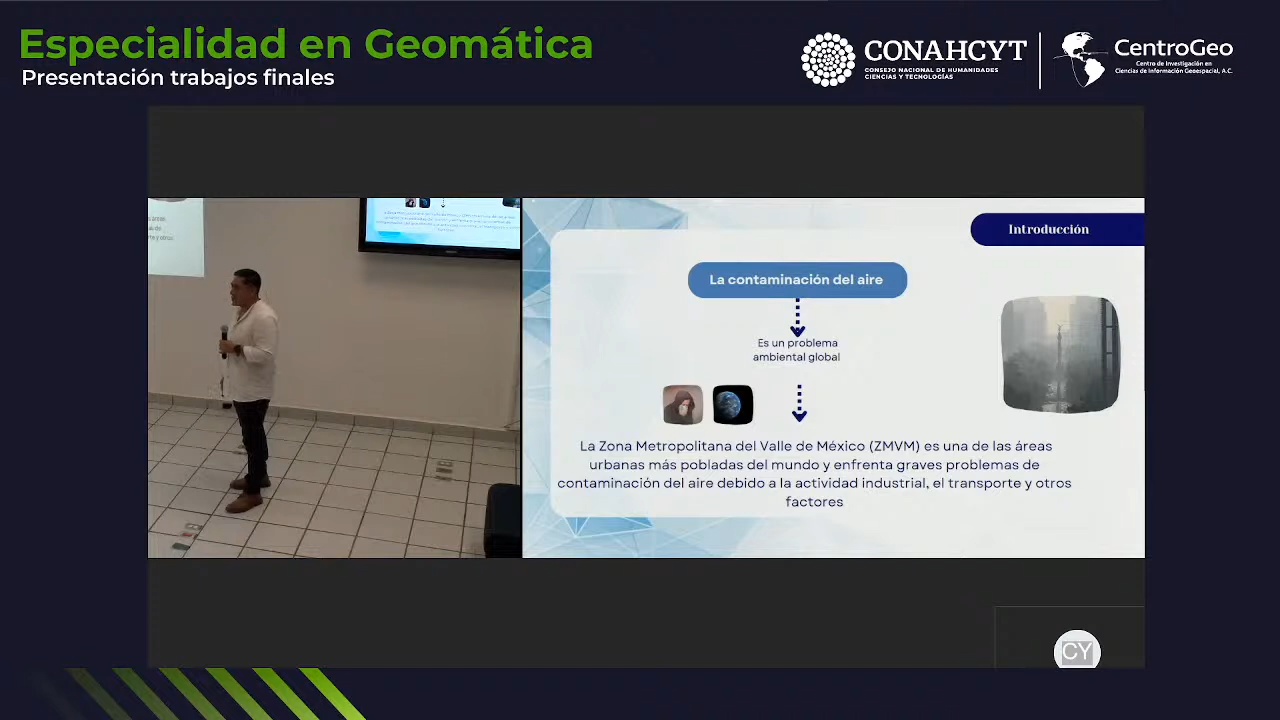 Especialidad en Geomática
Presentación trabajos finales
CONAHCYT
CONSEJO NACIONAL DE HUMANIDADES
CIENCIAS Y TECNOLOGÍAS
CentroGeo
Centro de Investigación en
Ciencias de Información Geoespacial, A.C.
Introducción
La contaminación del aire
Es un problema
ambiental global
La Zona Metropolitana del Valle de México (ZMVM) es una de las áreas
urbanas más pobladas del mundo y enfrenta graves problemas de
contaminación del aire debido a la actividad industrial, el transporte y otros
factores
CY